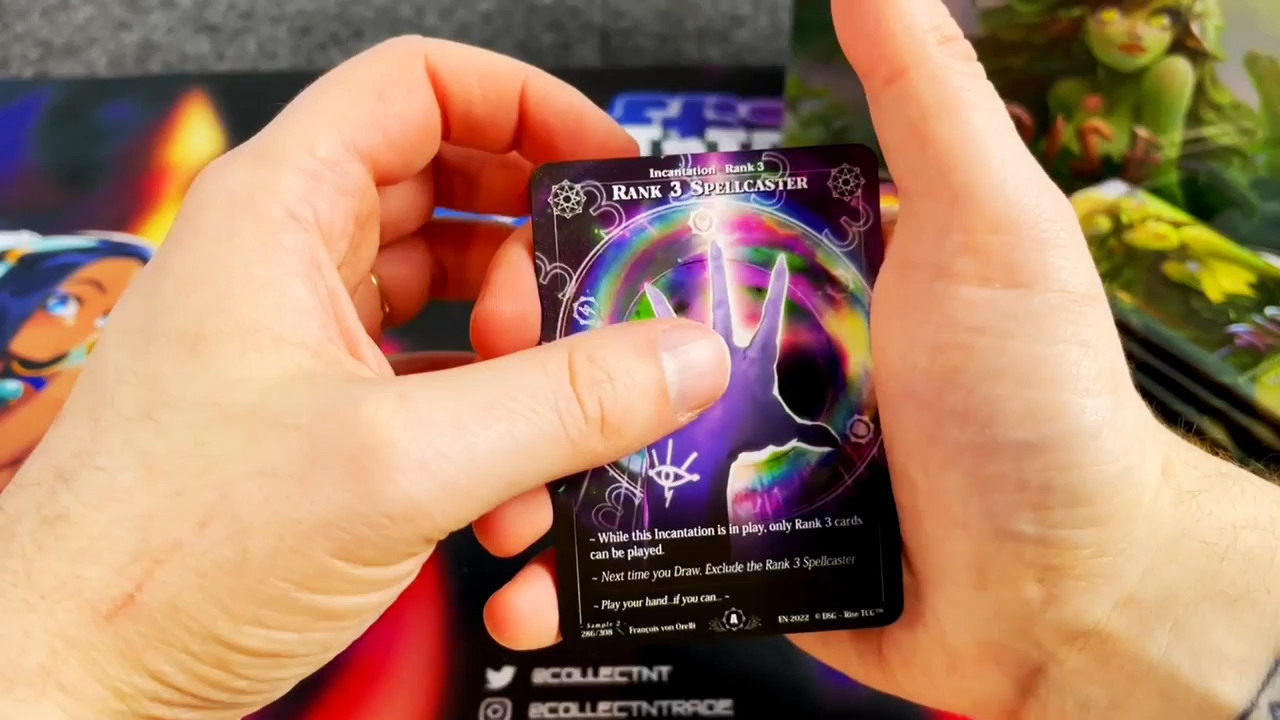 Incantation Rank 3
RANK 3 SPELLCASTER
~ While this Incantation is in play, only Rank 3 cards
can be played.
~ Next time you Draw, Exclude the Rank 3 Spellcaster
~ Play your hand...if you can... ~
- Sample 2 -
286/308 François von Orelli A EN-2022 © DSG - Rise TCG™
@COLLECTNT
@COLLECTNTRADE